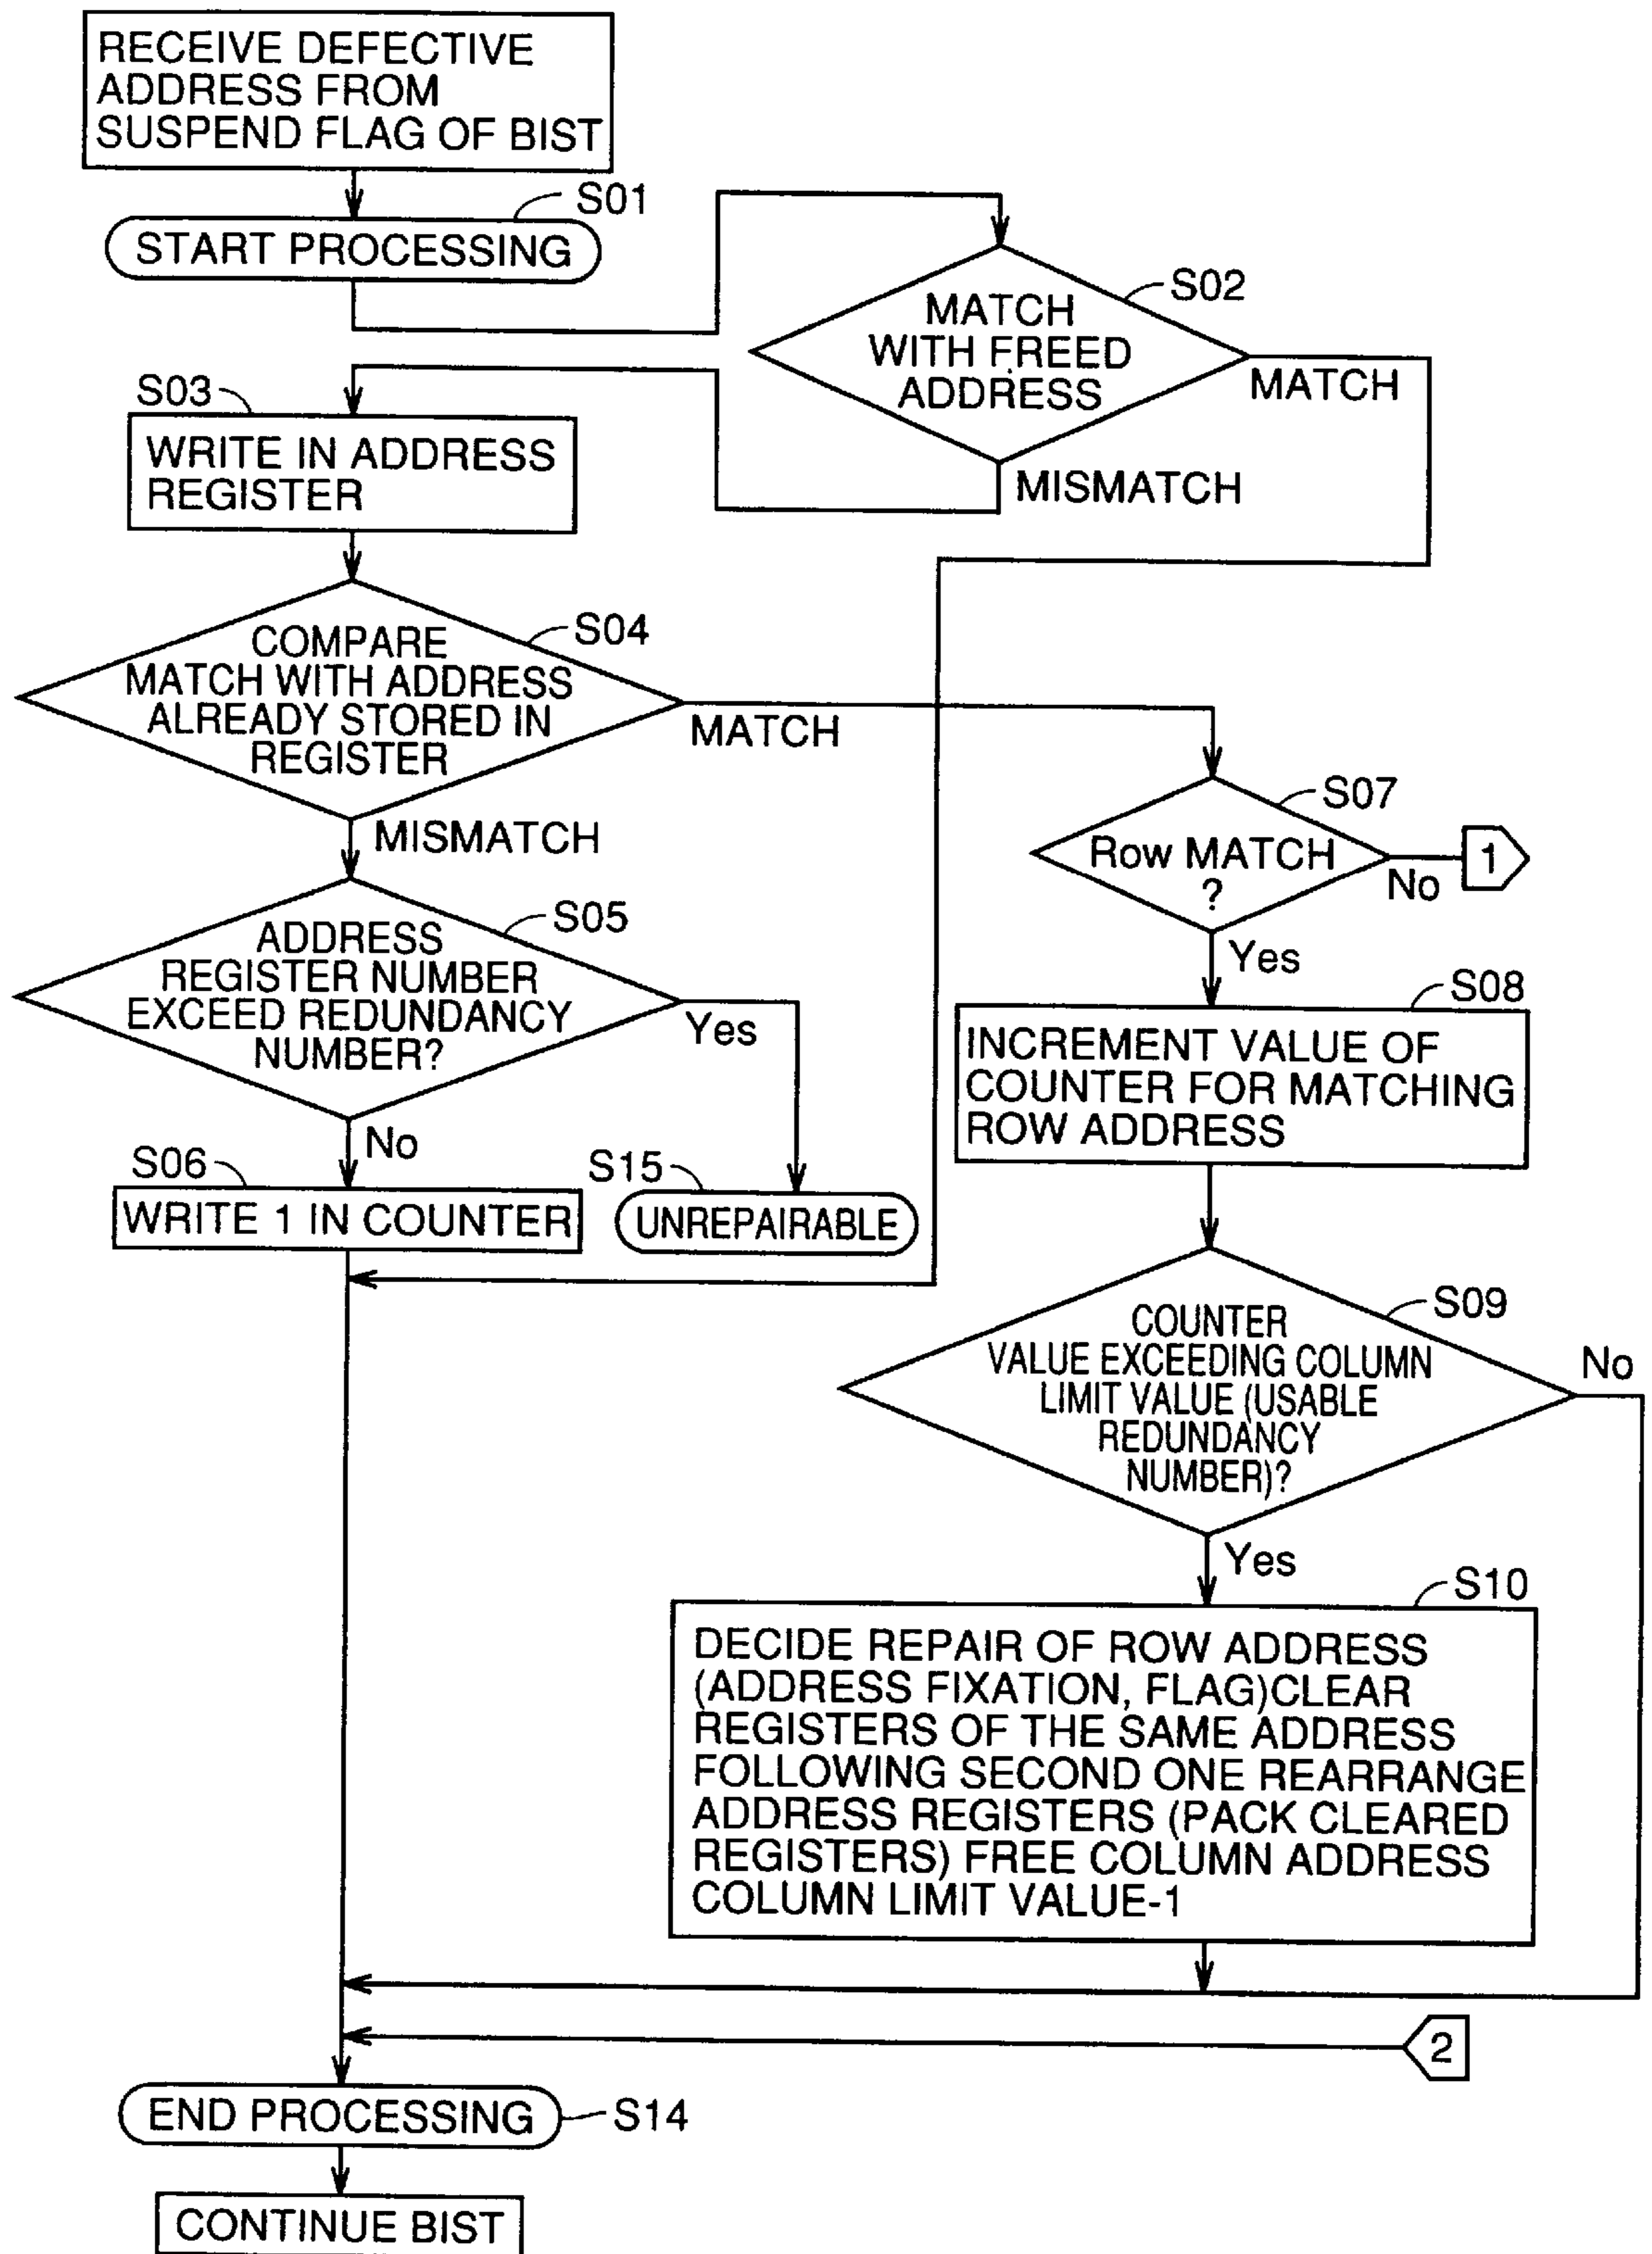 RECEIVE DEFECTIVE
ADDRESS FROM
SUSPEND FLAG OF BIST
S01
START PROCESSING
S02
MATCH
WITH FREED
ADDRESS
MATCH
MISMATCH
S03
WRITE IN ADDRESS
REGISTER
S04
COMPARE
MATCH WITH ADDRESS
ALREADY STORED IN
REGISTER
MATCH
MISMATCH
S07
Row MATCH
?
No
1
Yes
S05
ADDRESS
REGISTER NUMBER
EXCEED REDUNDANCY
NUMBER?
Yes
No
S08
INCREMENT VALUE OF
COUNTER FOR MATCHING
ROW ADDRESS
S06
WRITE 1 IN COUNTER
S15
UNREPAIRABLE
S09
COUNTER
VALUE EXCEEDING COLUMN
LIMIT VALUE (USABLE
REDUNDANCY
NUMBER)?
No
Yes
S10
DECIDE REPAIR OF ROW ADDRESS
(ADDRESS FIXATION, FLAG)CLEAR
REGISTERS OF THE SAME ADDRESS
FOLLOWING SECOND ONE REARRANGE
ADDRESS REGISTERS (PACK CLEARED
REGISTERS) FREE COLUMN ADDRESS
COLUMN LIMIT VALUE-1
2
END PROCESSING
S14
CONTINUE BIST